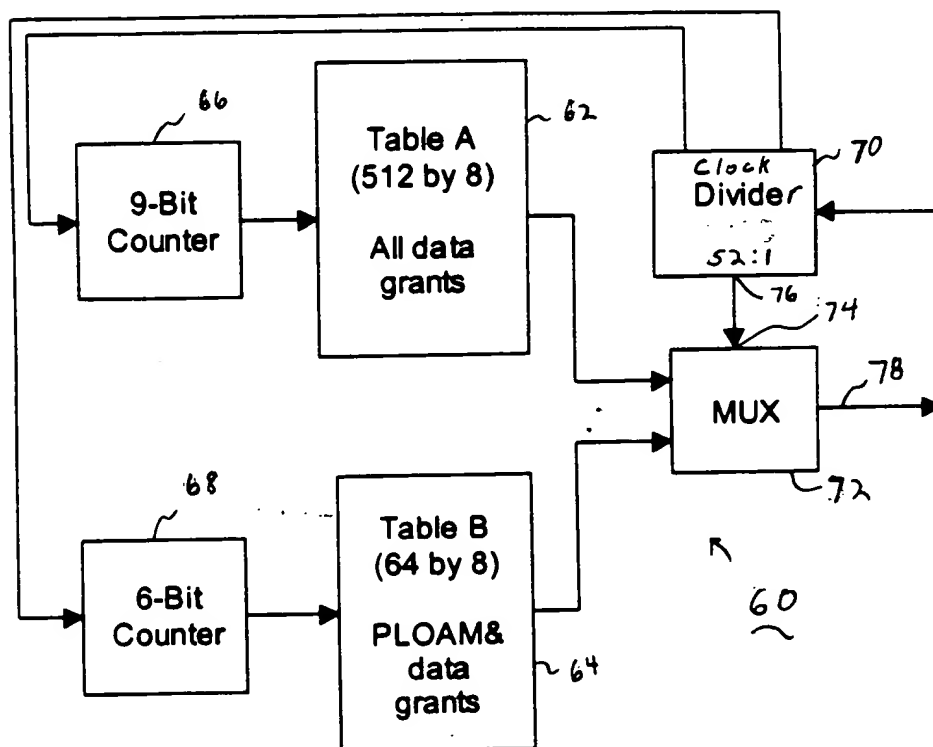 66
9-Bit
Counter
62
Table A
(512 by 8)
All data
grants
70
Clock
Divider
52:1
76
74
MUX
78
72
68
6-Bit
Counter
Table B
(64 by 8)
PLOAM&
data
grants
64
60